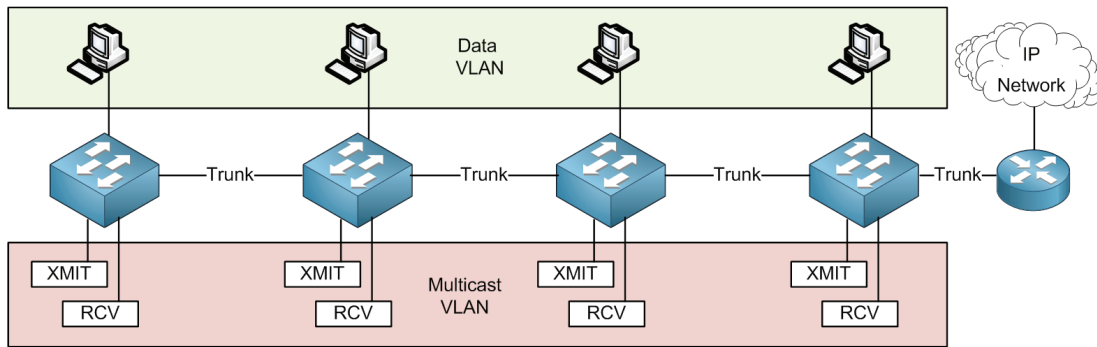 Data
VLAN
IP
Network
Trunk
Trunk
Trunk
Trunk
XMIT
RCV
XMIT
RCV
XMIT
RCV
XMIT
RCV
Multicast
VLAN